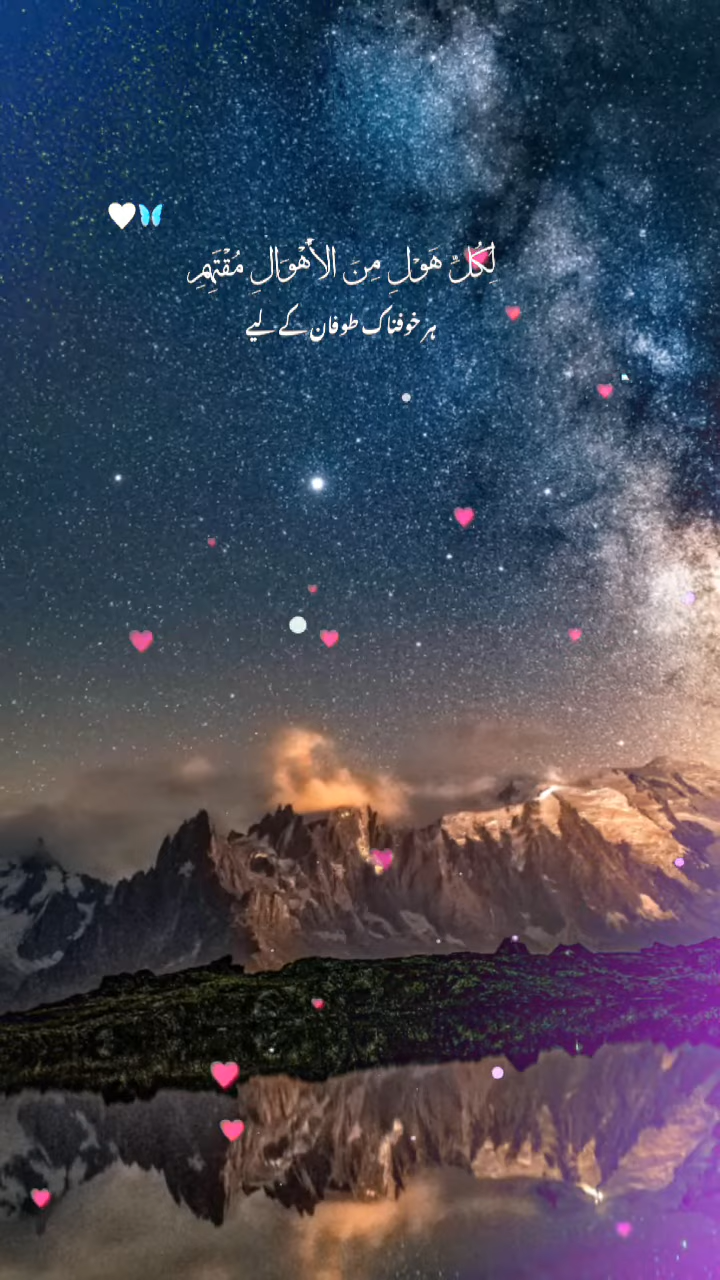 🤍🦋
لِكُلِّ هَوْلٍ مِنَ الأَهْوَالِ مُقْتَهِمِ
ہر خوفناک طوفان کے لیے